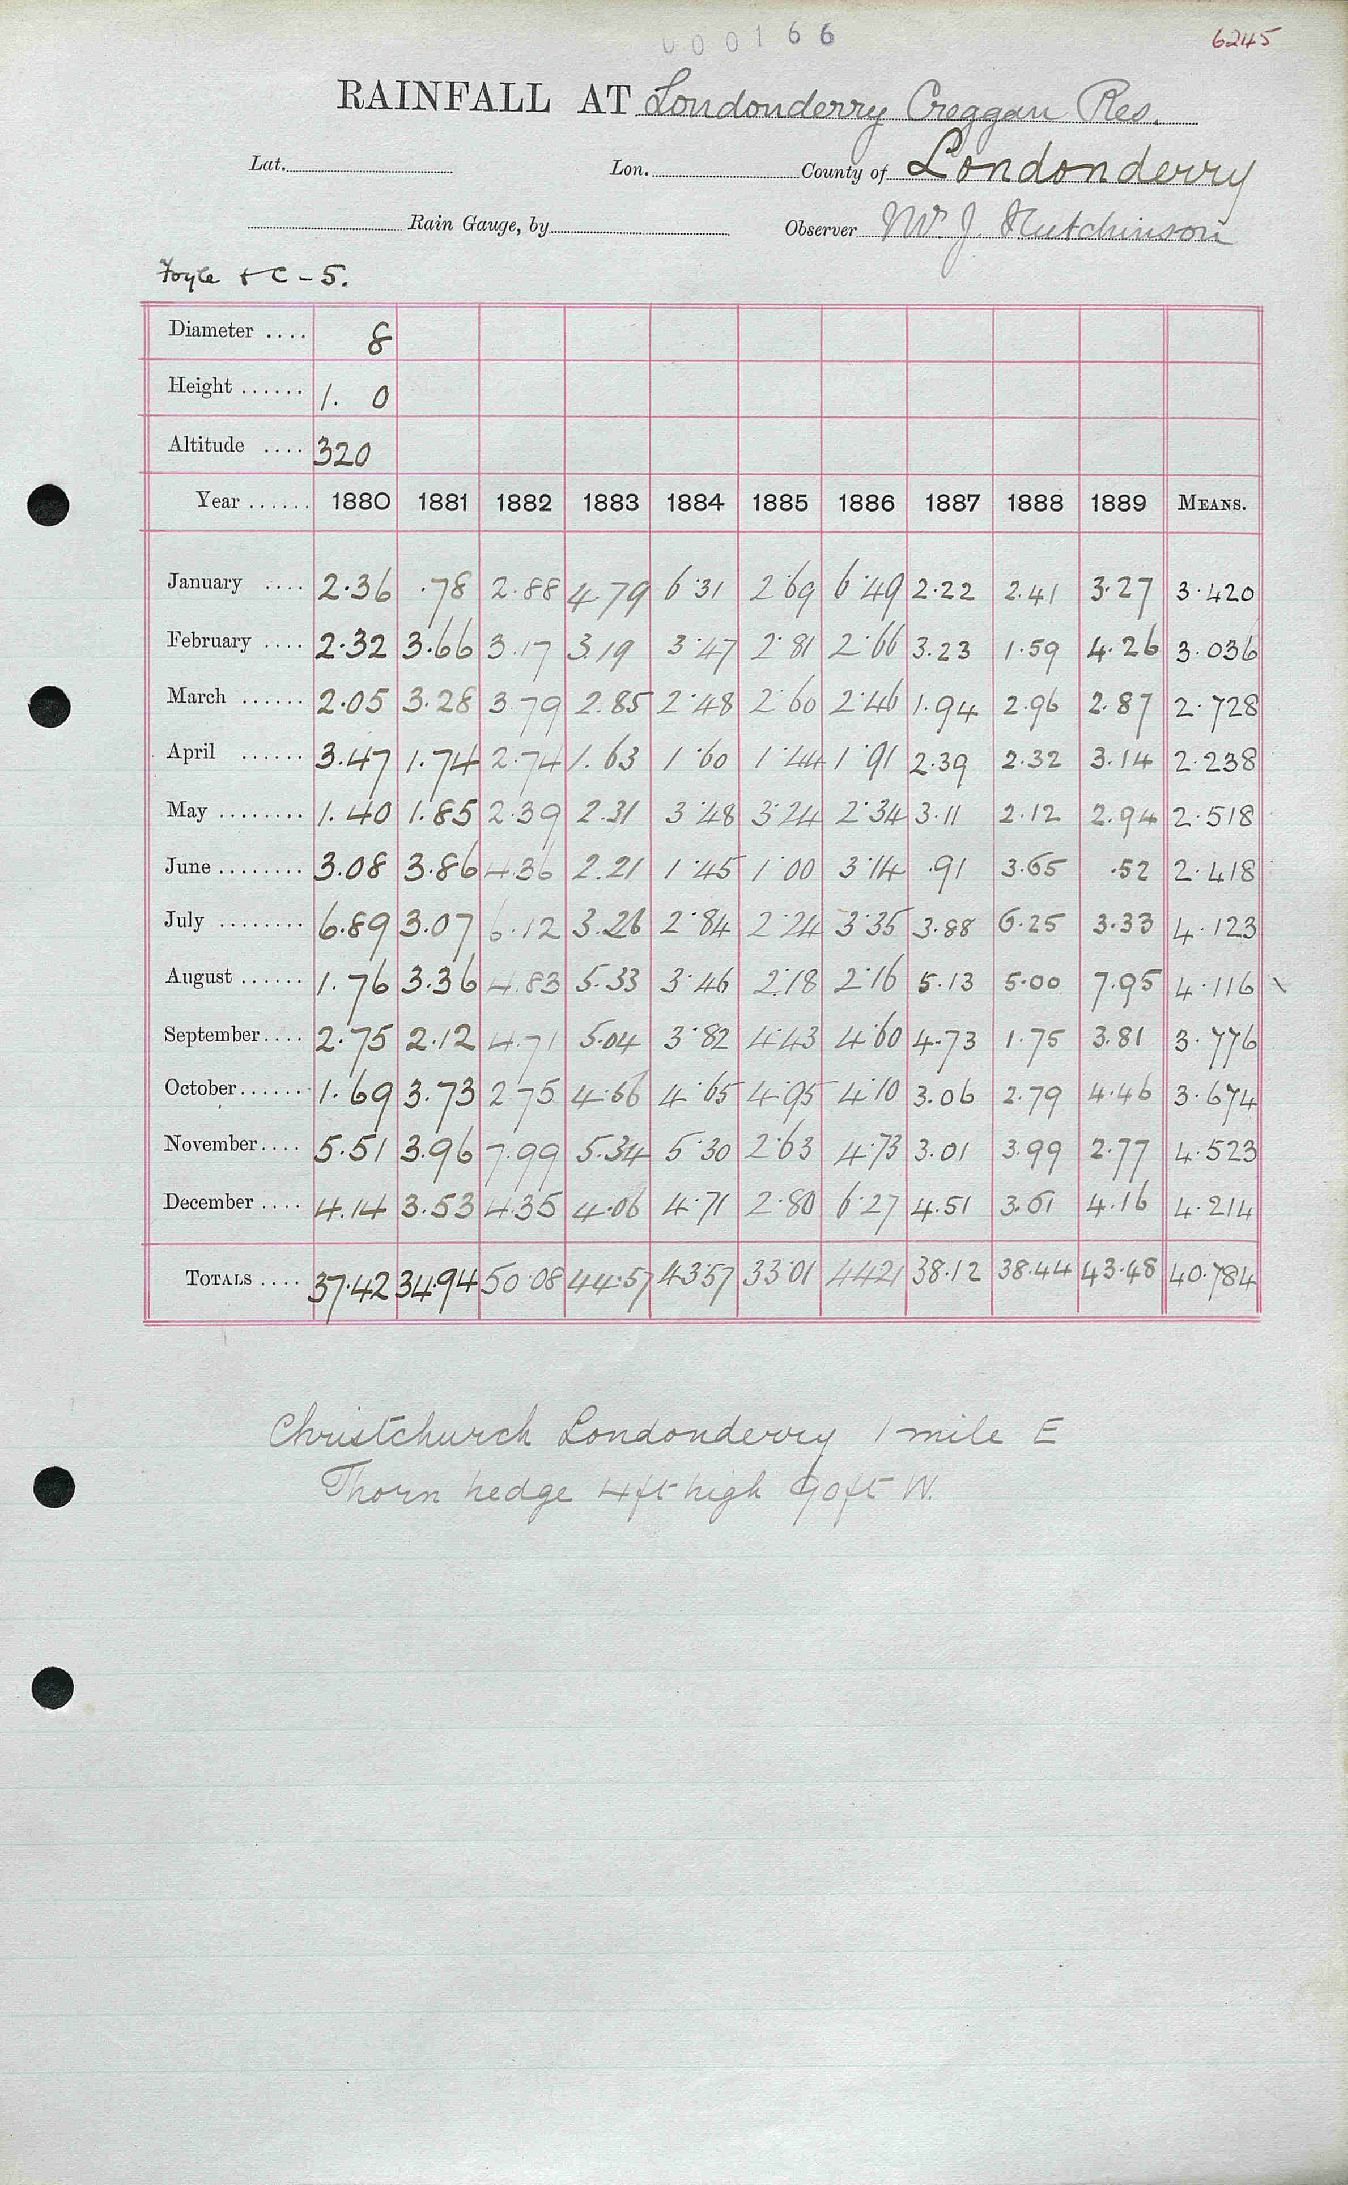 000166
6245
RAINFALL AT Londonderry Creggan Res.
Lat. Lon. County of Londonderry
Rain Gauge, by Observer Mr. J Hutchinson
Foyle & C - 5.
Diameter .... 8
Height ...... 1. 0
Altitude .... 320
Year ...... 1880 1881 1882 1883 1884 1885 1886 1887 1888 1889 MEANS.
January .... 2.36 .78 2.88 4.79 6.31 2.69 6.49 2.22 2.41 3.27 3.420
February .... 2.32 3.66 3.17 3.19 3.47 2.81 2.66 3.23 1.59 4.26 3.036
March ...... 2.05 3.28 3.79 2.85 2.48 2.60 2.46 1.94 2.96 2.87 2.728
April ...... 3.47 1.74 2.74 1.63 1.60 1.44 1.91 2.39 2.32 3.14 2.238
May ........ 1.40 1.85 2.39 2.31 3.48 3.24 2.34 3.11 2.12 2.94 2.518
June ........ 3.08 3.86 4.36 2.21 1.45 1.00 3.14 .91 3.65 .52 2.418
July ........ 6.89 3.07 6.12 3.26 2.84 2.24 3.35 3.88 6.25 3.33 4.123
August ...... 1.76 3.36 4.83 5.33 3.46 2.18 2.16 5.13 5.00 7.95 4.116 \
September .... 2.75 2.12 4.71 5.04 3.82 4.43 4.60 4.73 1.75 3.81 3.776
October ...... 1.69 3.73 2.75 4.56 4.65 4.95 4.10 3.06 2.79 4.46 3.674
November .... 5.51 3.96 7.99 5.34 5.30 2.63 4.73 3.01 3.99 2.77 4.523
December .... 4.14 3.53 4.35 4.06 4.71 2.80 6.27 4.51 3.61 4.16 4.214
TOTALS .... 37.42 34.94 50.08 44.57 43.57 33.01 44.21 38.12 38.44 43.48 40.784
Christchurch Londonderry 1 mile E
Thorn hedge 4ft high 90ft W.